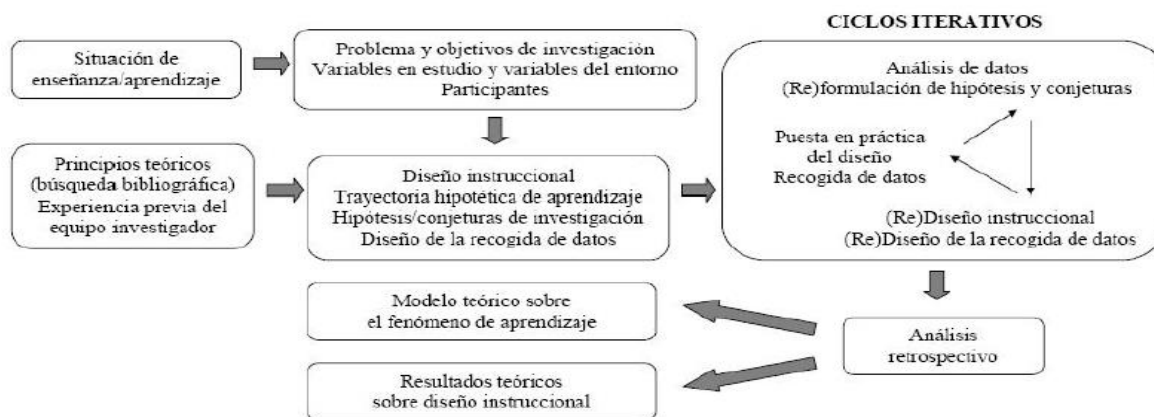 CICLOS ITERATIVOS
Situación de
enseñanza/aprendizaje
Problema y objetivos de investigación
Variables en estudio y variables del entorno
Participantes
Análisis de datos
(Re)formulación de hipótesis y conjeturas
Puesta en práctica
del diseño
Recogida de datos
(Re)Diseño instruccional
(Re)Diseño de la recogida de datos
Principios teóricos
(búsqueda bibliográfica)
Experiencia previa del
equipo investigador
Diseño instruccional
Trayectoria hipotética de aprendizaje
Hipótesis/conjeturas de investigación
Diseño de la recogida de datos
Modelo teórico sobre
el fenómeno de aprendizaje
Análisis
retrospectivo
Resultados teóricos
sobre diseño instruccional